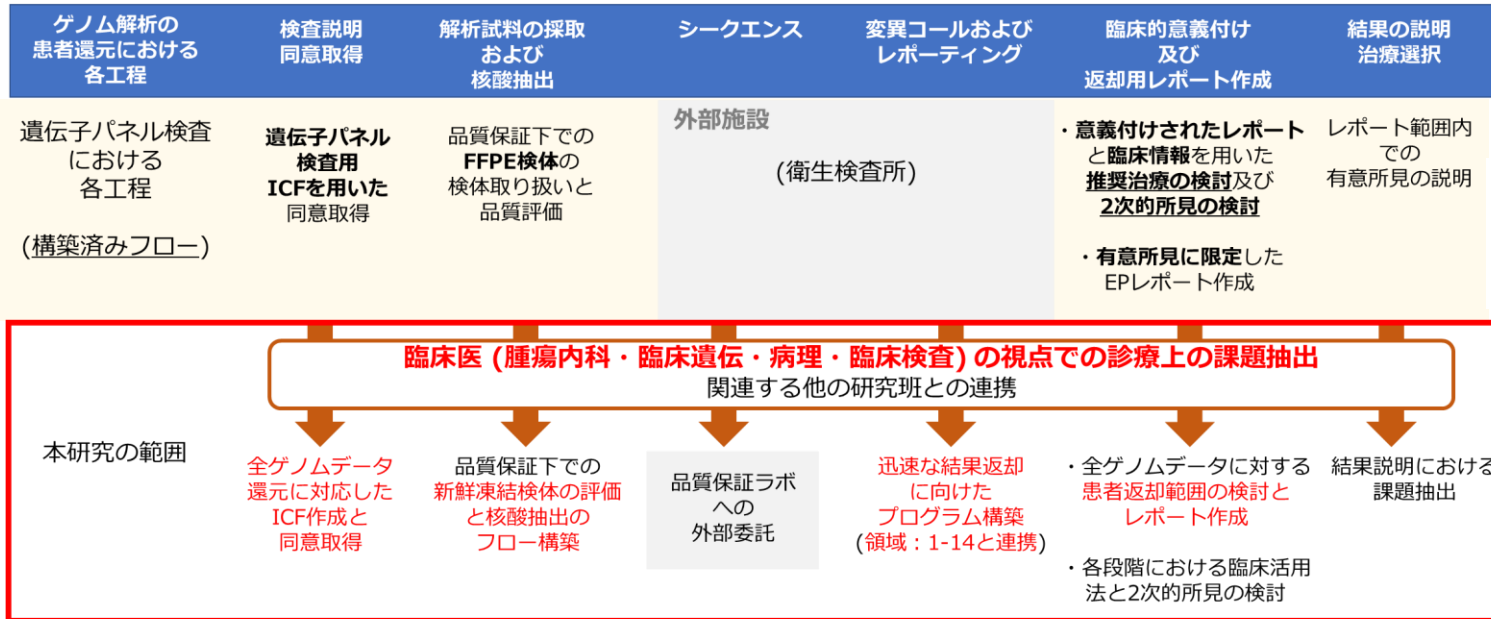 ゲノム解析の
患者還元における
各工程
検査説明
同意取得
解析試料の採取
および
核酸抽出
シークエンス
変異コールおよび
レポーティング
臨床的意義付け
及び
返却用レポート作成
結果の説明
治療選択
遺伝子パネル検査
における
各工程
(構築済みフロー)
遺伝子パネル
検査用
ICFを用いた
同意取得
品質保証下での
FFPE検体の
検体取り扱いと
品質評価
外部施設
(衛生検査所)
・意義付けされたレポート
と臨床情報を用いた
推奨治療の検討及び
2次的所見の検討
・有意所見に限定した
EPレポート作成
レポート範囲内
での
有意所見の説明
臨床医 (腫瘍内科・臨床遺伝・病理・臨床検査) の視点での診療上の課題抽出
関連する他の研究班との連携
本研究の範囲
全ゲノムデータ
還元に対応した
ICF作成と
同意取得
品質保証下での
新鮮凍結検体の評価
と核酸抽出の
フロー構築
品質保証ラボ
への
外部委託
迅速な結果返却
に向けた
プログラム構築
(領域：1-14と連携)
・全ゲノムデータに対する
患者返却範囲の検討と
レポート作成
・各段階における臨床活用
法と2次的所見の検討
結果説明における
課題抽出